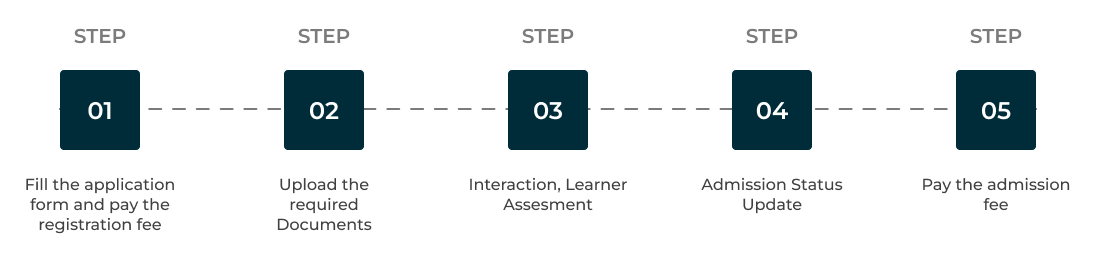 STEP
01
Fill the application
form and pay the
registration fee
STEP
02
Upload the
required
Documents
STEP
03
Interaction, Learner
Assesment
STEP
04
Admission Status
Update
STEP
05
Pay the admission
fee